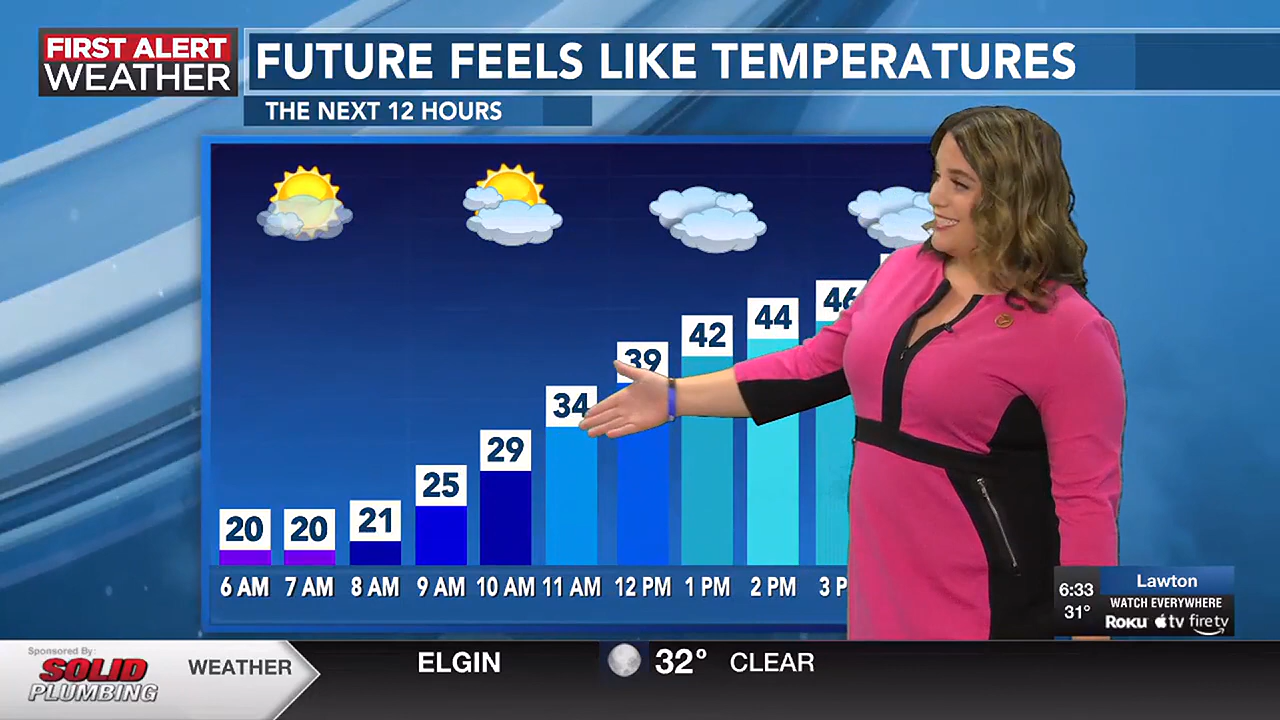 FIRST ALERT
WEATHER
FUTURE FEELS LIKE TEMPERATURES
THE NEXT 12 HOURS
46
44
42
39
34
29
25
21
20
20
6 AM 7 AM 8 AM 9 AM 10 AM 11 AM 12 PM 1 PM 2 PM 3 P
6:33
31°
Lawton
WATCH EVERYWHERE
ROKU tv firetv
Sponsored By:
SOLID
PLUMBING
WEATHER
ELGIN
32° CLEAR